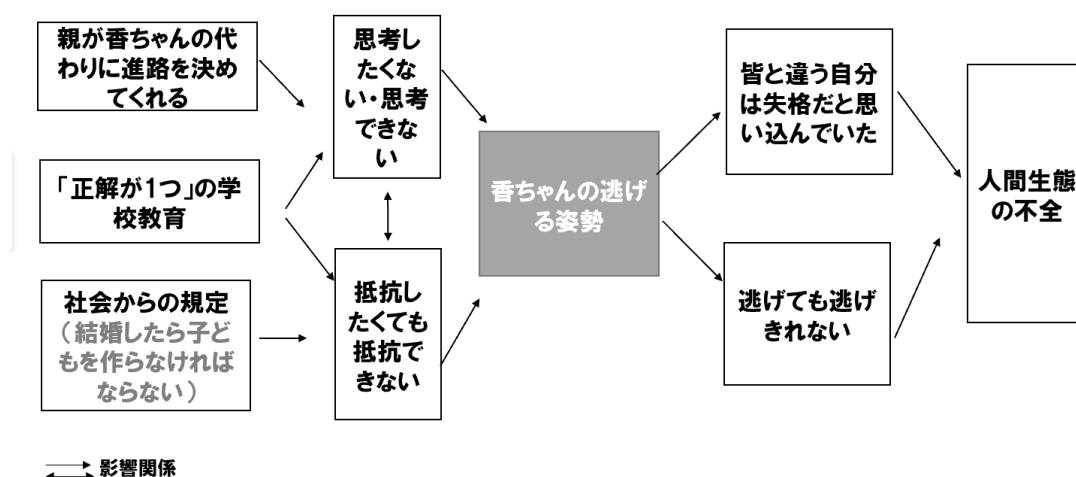 親が香ちゃんの代
わりに進路を決め
てくれる
「正解が1つ」の学
校教育
社会からの規定
（結婚したら子ど
もを作らなければ
ならない）
思考し
たくな
い・思考
できな
い
抵抗し
たくても
抵抗で
きない
香ちゃんの逃げ
る姿勢
皆と違う自分
は失格だと思
い込んでいた
逃げても逃げ
きれない
人間生態
の不全
影響関係